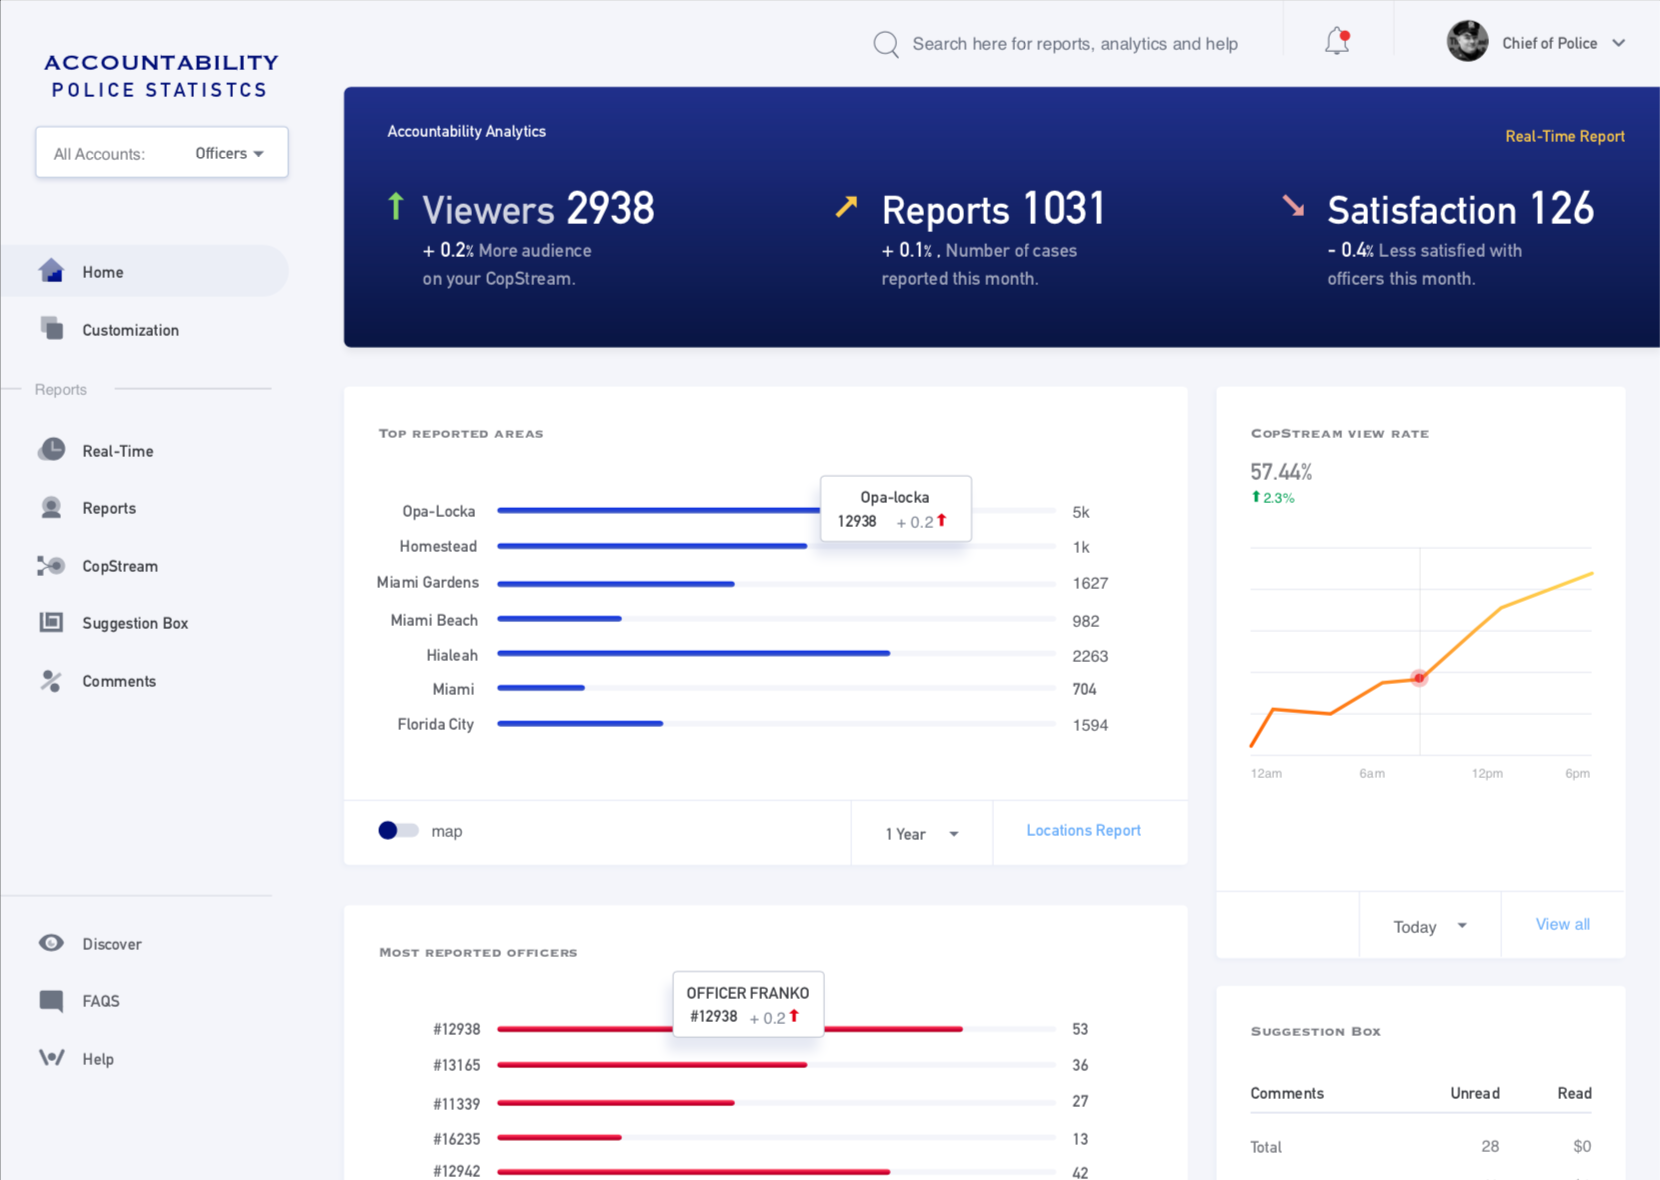 ACCOUNTABILITY
POLICE STATISTCS
All Accounts: Officers
Home
Customization
Reports
Real-Time
Reports
CopStream
Suggestion Box
Comments
Discover
FAQS
Help
Search here for reports, analytics and help
Chief of Police
Accountability Analytics
Real-Time Report
Viewers 2938
+ 0.2% More audience
on your CopStream.
Reports 1031
+ 0.1% , Number of cases
reported this month.
Satisfaction 126
- 0.4% Less satisfied with
officers this month.
TOP REPORTED AREAS
Opa-locka
12938 + 0.2
Opa-Locka 5k
Homestead 1k
Miami Gardens 1627
Miami Beach 982
Hialeah 2263
Miami 704
Florida City 1594
map
1 Year
Locations Report
COPSTREAM VIEW RATE
57.44%
2.3%
12am 6am 12pm 6pm
Today
View all
MOST REPORTED OFFICERS
OFFICER FRANKO
#12938 + 0.2
#12938 53
#13165 36
#11339 27
#16235 13
#12942 42
SUGGESTION BOX
Comments Unread Read
Total 28 $0